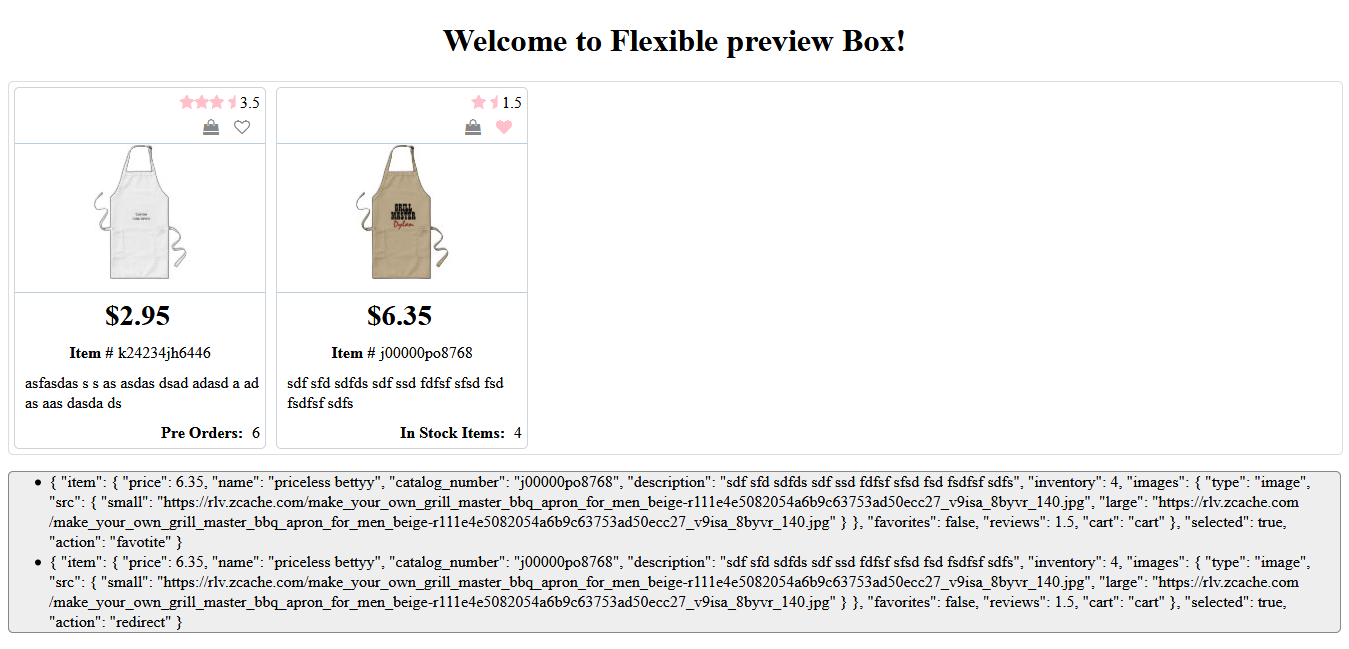 Welcome to Flexible preview Box!
3.5
1.5
GRILL
MASTER
Dylan
$2.95
$6.35
Item # k24234jh6446
Item # j00000po8768
asfasdas s s as asdas dsad adasd a ad
as aas dasda ds
sdf sfd sdfds sdf ssd fdfsf sfsd fsd
fsdfsf sdfs
Pre Orders: 6
In Stock Items: 4
{ "item": { "price": 6.35, "name": "priceless bettyy", "catalog_number": "j00000po8768", "description": "sdf sfd sdfds sdf ssd fdfsf sfsd fsd fsdfsf sdfs", "inventory": 4, "images": { "type": "image",
"src": { "small": "https://rlv.zcache.com/make_your_own_grill_master_bbq_apron_for_men_beige-r111e4e5082054a6b9c63753ad50ecc27_v9isa_8byvr_140.jpg", "large": "https://rlv.zcache.com
/make_your_own_grill_master_bbq_apron_for_men_beige-r111e4e5082054a6b9c63753ad50ecc27_v9isa_8byvr_140.jpg" } }, "favorites": false, "reviews": 1.5, "cart": "cart" }, "selected": true,
"action": "favotite" }
{ "item": { "price": 6.35, "name": "priceless bettyy", "catalog_number": "j00000po8768", "description": "sdf sfd sdfds sdf ssd fdfsf sfsd fsd fsdfsf sdfs", "inventory": 4, "images": { "type": "image",
"src": { "small": "https://rlv.zcache.com/make_your_own_grill_master_bbq_apron_for_men_beige-r111e4e5082054a6b9c63753ad50ecc27_v9isa_8byvr_140.jpg", "large": "https://rlv.zcache.com
/make_your_own_grill_master_bbq_apron_for_men_beige-r111e4e5082054a6b9c63753ad50ecc27_v9isa_8byvr_140.jpg" } }, "favorites": false, "reviews": 1.5, "cart": "cart" }, "selected": true,
"action": "redirect" }